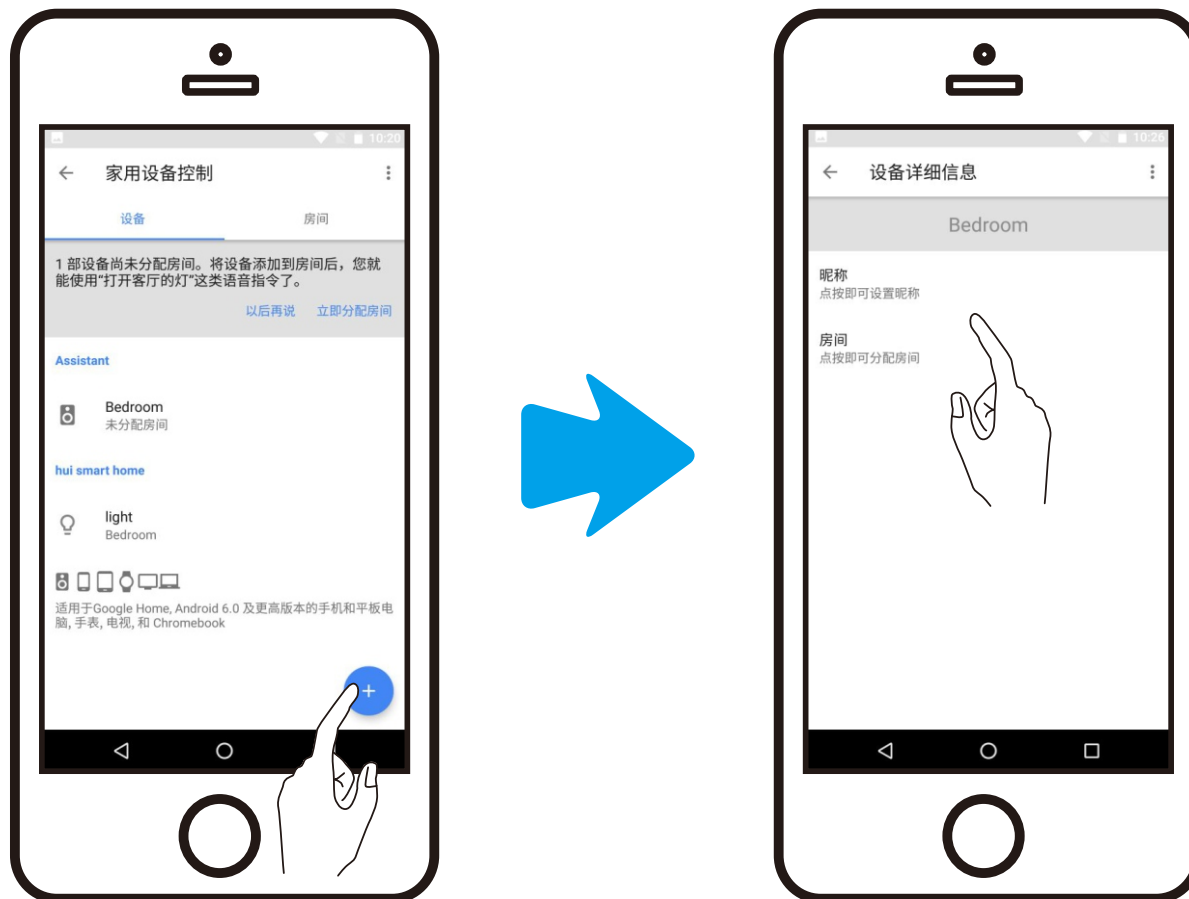 10:20
家用设备控制
设备
房间
1 部设备尚未分配房间。将设备添加到房间后，您就
能使用“打开客厅的灯”这类语音指令了。
以后再说 立即分配房间
Assistant
Bedroom
未分配房间
hui smart home
light
Bedroom
适用于Google Home, Android 6.0 及更高版本的手机和平板电
脑, 手表, 电视, 和 Chromebook
10:26
设备详细信息
Bedroom
昵称
点按即可设置昵称
房间
点按即可分配房间